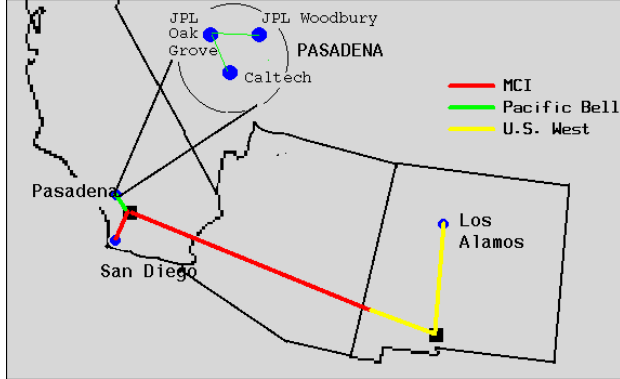 JPL
Oak
Grove
JPL Woodbury
PASADENA
Caltech
MCI
Pacific Bell
U.S. West
Pasadena
San Diego
Los
Alamos